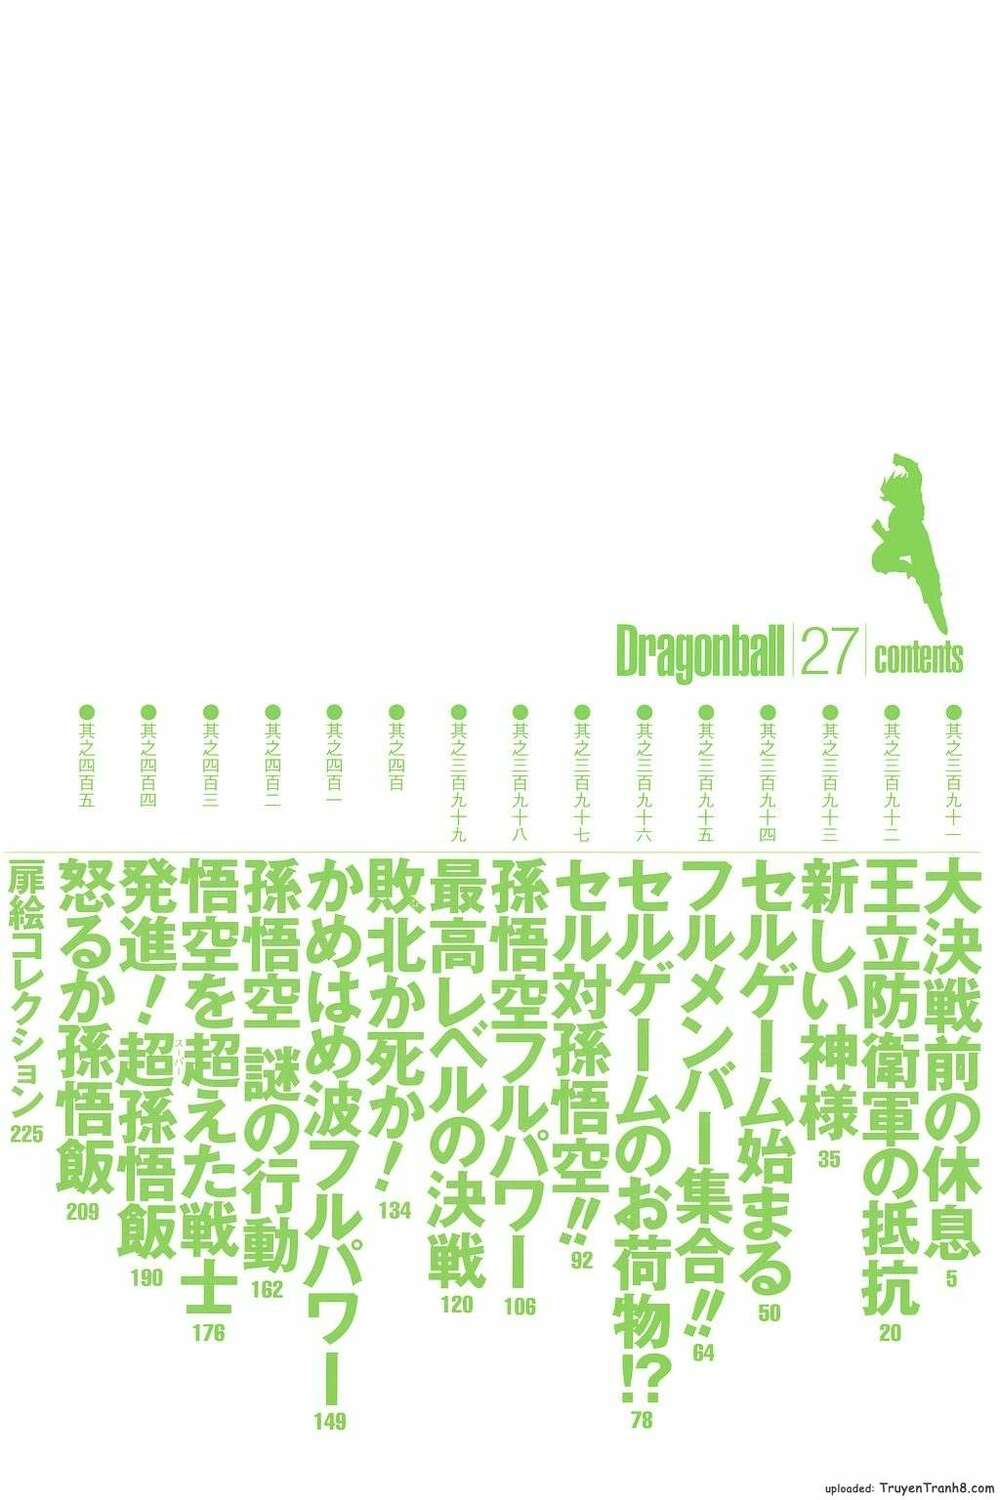 Dragonball 27 contents
●其之三百九十一
大決戦前の休息 5
●其之三百九十二
王立防衛軍の抵抗 20
●其之三百九十三
新しい神様 35
●其之三百九十四
セルゲーム始まる 50
●其之三百九十五
フルメンバー集合!! 64
●其之三百九十六
セルゲームのお荷物!? 78
●其之三百九十七
セル対孫悟空!! 92
●其之三百九十八
孫悟空フルパワー 106
●其之三百九十九
最高レベルの決戦 120
●其之四百
敗北か死か! 134
●其之四百一
かめはめ波フルパワー 149
●其之四百二
孫悟空 謎の行動 162
●其之四百三
悟空を超えた戦士 176
●其之四百四
発進!超孫悟飯 190
スーパー
●其之四百五
怒るか孫悟飯 209
扉絵コレクション 225
uploaded: TruyenTranh8.com